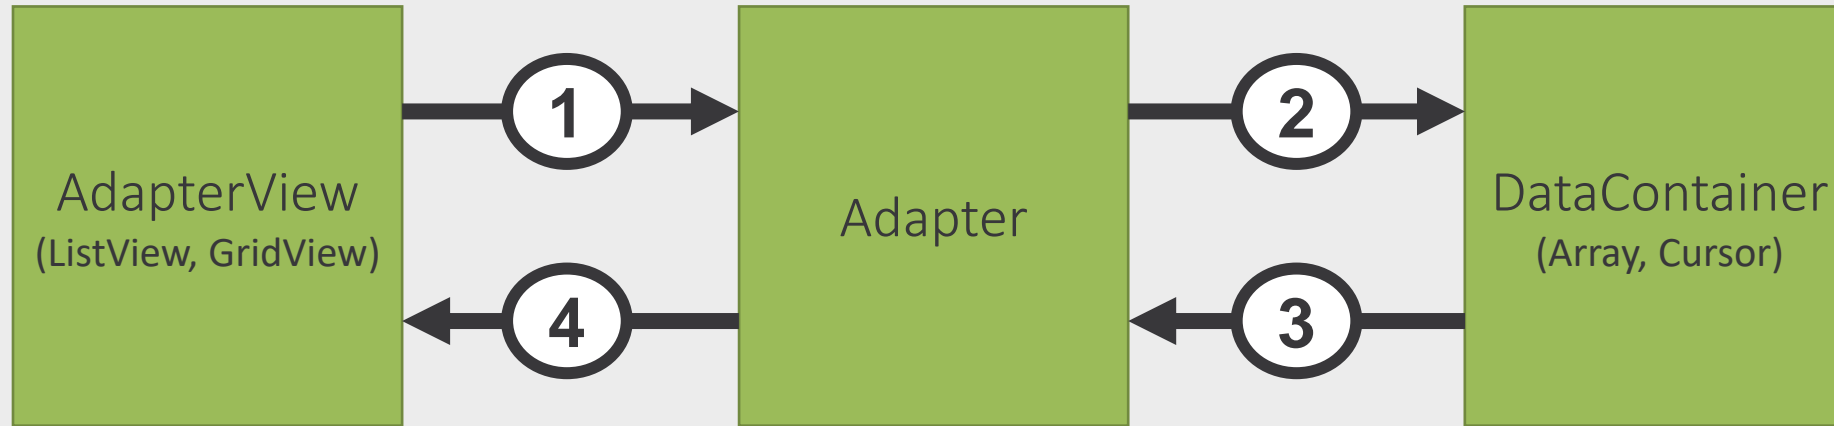 AdapterView
(ListView, GridView)
1
4
Adapter
2
3
DataContainer
(Array, Cursor)